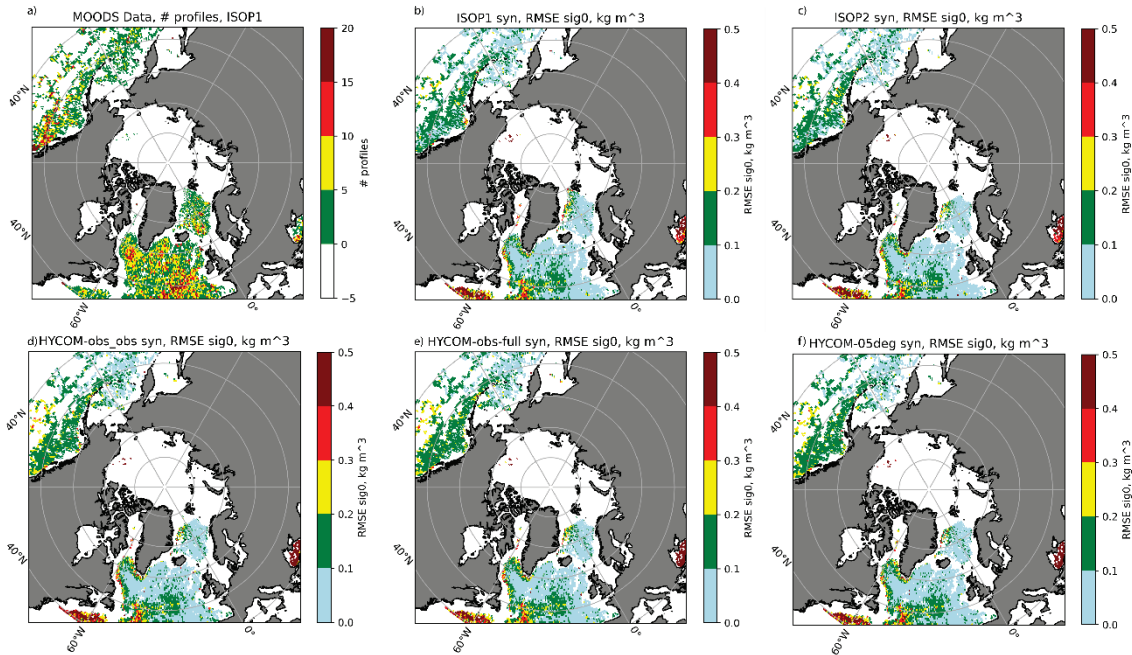 a) MOODS Data, # profiles, ISOP1
b) ISOP1 syn, RMSE sig0, kg m^3
c) ISOP2 syn, RMSE sig0, kg m^3
20
15
10
5
0
−5
# profiles
0.5
0.4
0.3
0.2
0.1
0.0
RMSE sig0, kg m^3
0.5
0.4
0.3
0.2
0.1
0.0
RMSE sig0, kg m^3
40°N
40°N
60°W
0°
40°N
40°N
60°W
0°
40°N
40°N
60°W
0°
d) HYCOM-obs_obs syn, RMSE sig0, kg m^3
e) HYCOM-obs-full syn, RMSE sig0, kg m^3
f) HYCOM-05deg syn, RMSE sig0, kg m^3
0.5
0.4
0.3
0.2
0.1
0.0
RMSE sig0, kg m^3
0.5
0.4
0.3
0.2
0.1
0.0
RMSE sig0, kg m^3
0.5
0.4
0.3
0.2
0.1
0.0
RMSE sig0, kg m^3
40°N
40°N
60°W
0°
40°N
40°N
60°W
0°
40°N
40°N
60°W
0°